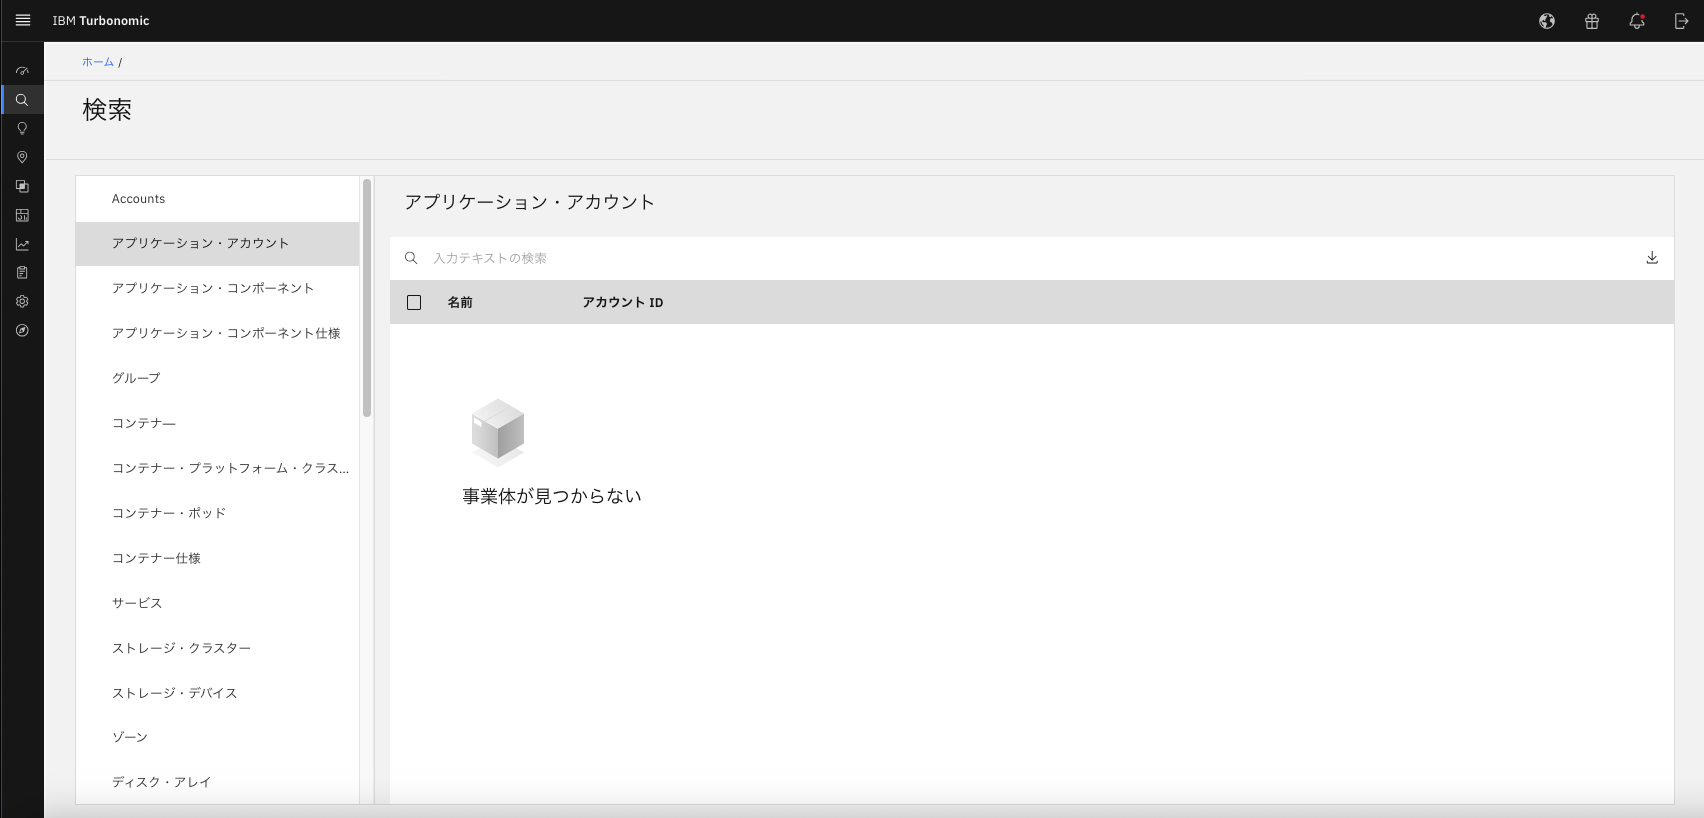 IBM Turbonomic
ホーム /
検索
Accounts
アプリケーション・アカウント
アプリケーション・コンポーネント
アプリケーション・コンポーネント仕様
グループ
コンテナー
コンテナー・プラットフォーム・クラス...
コンテナー・ポッド
コンテナー仕様
サービス
ストレージ・クラスター
ストレージ・デバイス
ゾーン
ディスク・アレイ
アプリケーション・アカウント
入力テキストの検索
名前 アカウント ID
事業体が見つからない